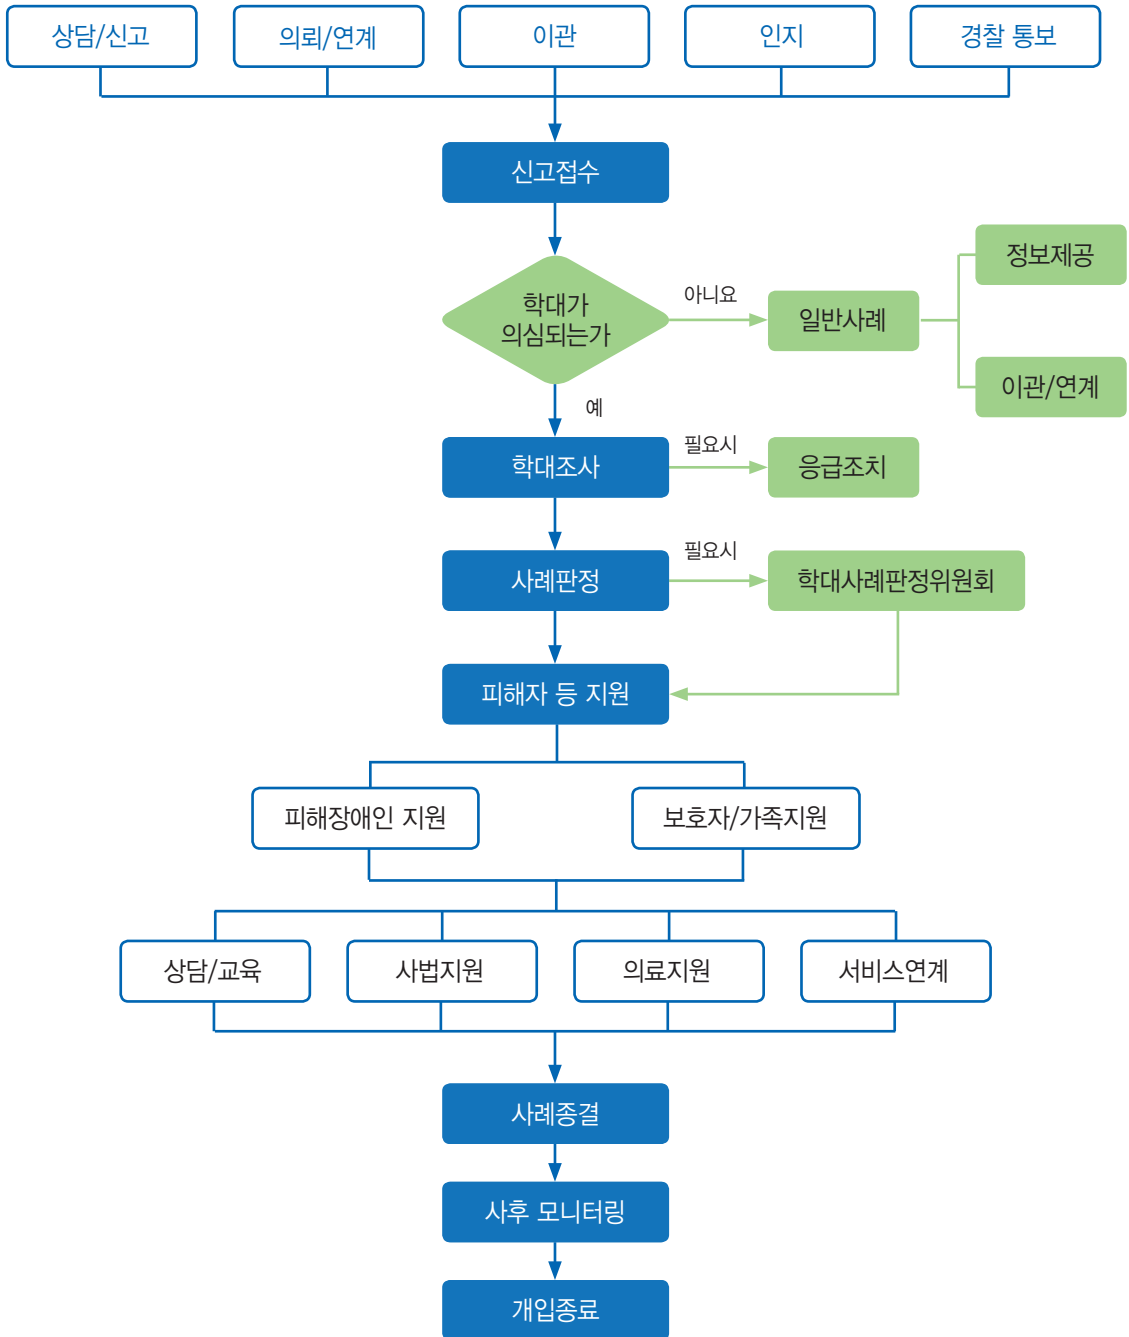 상담/신고
의뢰/연계
이관
인지
경찰 통보
신고접수
학대가
의심되는가
아니요
일반사례
정보제공
이관/연계
예
학대조사
필요시
응급조치
사례판정
필요시
학대사례판정위원회
피해자 등 지원
피해장애인 지원
보호자/가족지원
상담/교육
사법지원
의료지원
서비스연계
사례종결
사후 모니터링
개입종료